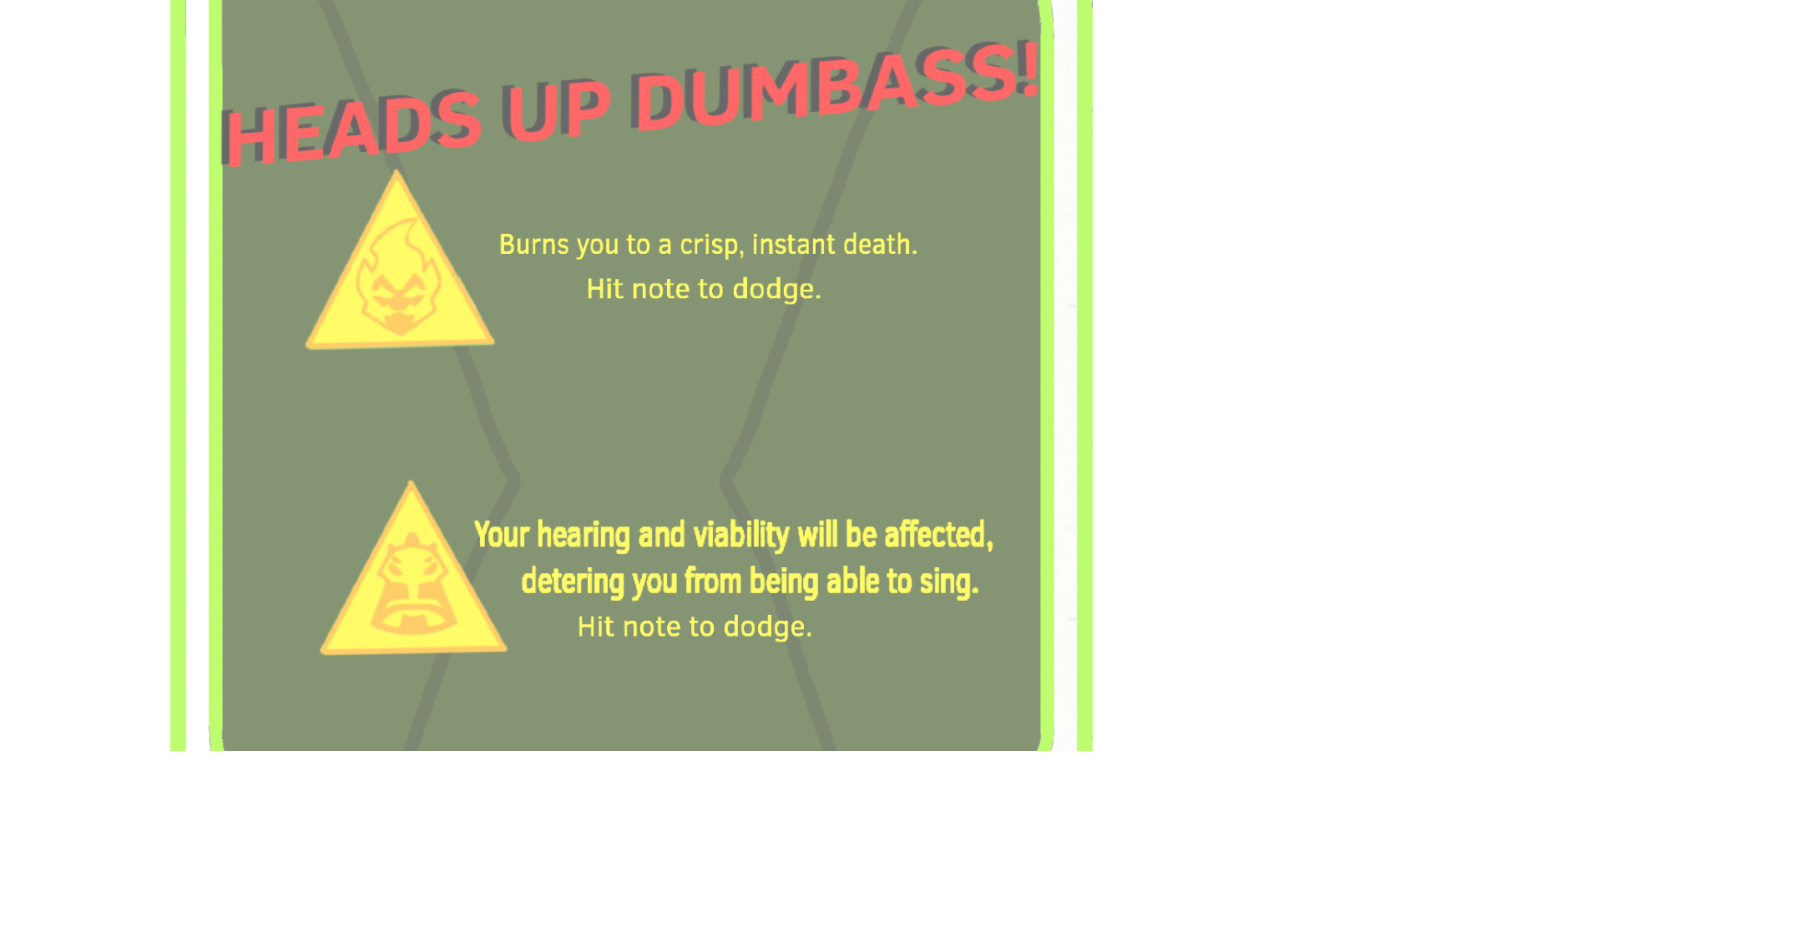 HEADS UP DUMBASS!
Burns you to a crisp, instant death.
Hit note to dodge.
Your hearing and viability will be affected,
detering you from being able to sing.
Hit note to dodge.